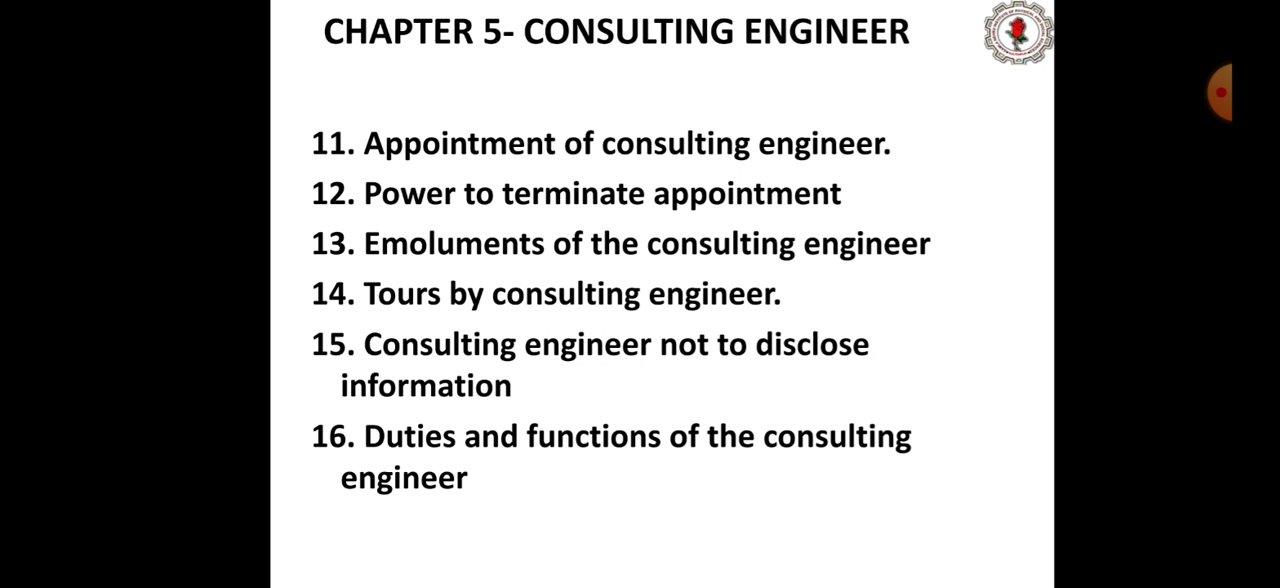 CHAPTER 5- CONSULTING ENGINEER
11. Appointment of consulting engineer.
12. Power to terminate appointment
13. Emoluments of the consulting engineer
14. Tours by consulting engineer.
15. Consulting engineer not to disclose
information
16. Duties and functions of the consulting
engineer